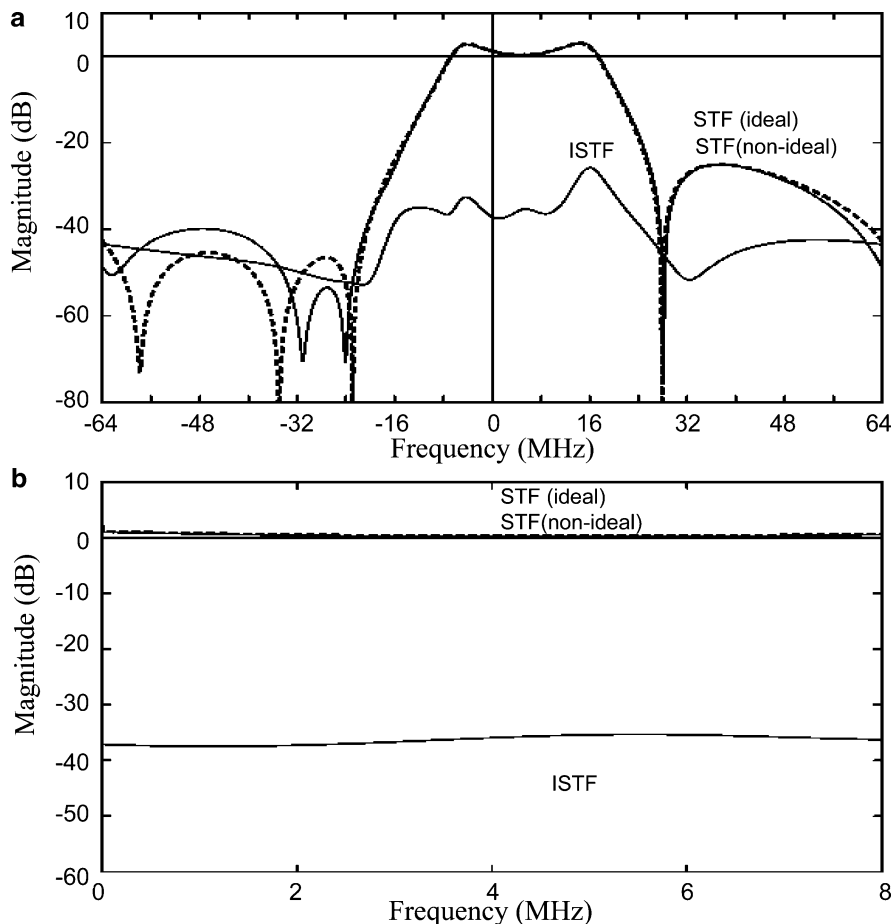 a
10
0
-20
-40
-60
-80
Magnitude (dB)
STF (ideal)
STF(non-ideal)
ISTF
-64 -48 -32 -16 0 16 32 48 64
Frequency (MHz)
b
10
0
-10
-20
-30
-40
-50
-60
Magnitude (dB)
STF (ideal)
STF(non-ideal)
ISTF
0 2 4 6 8
Frequency (MHz)